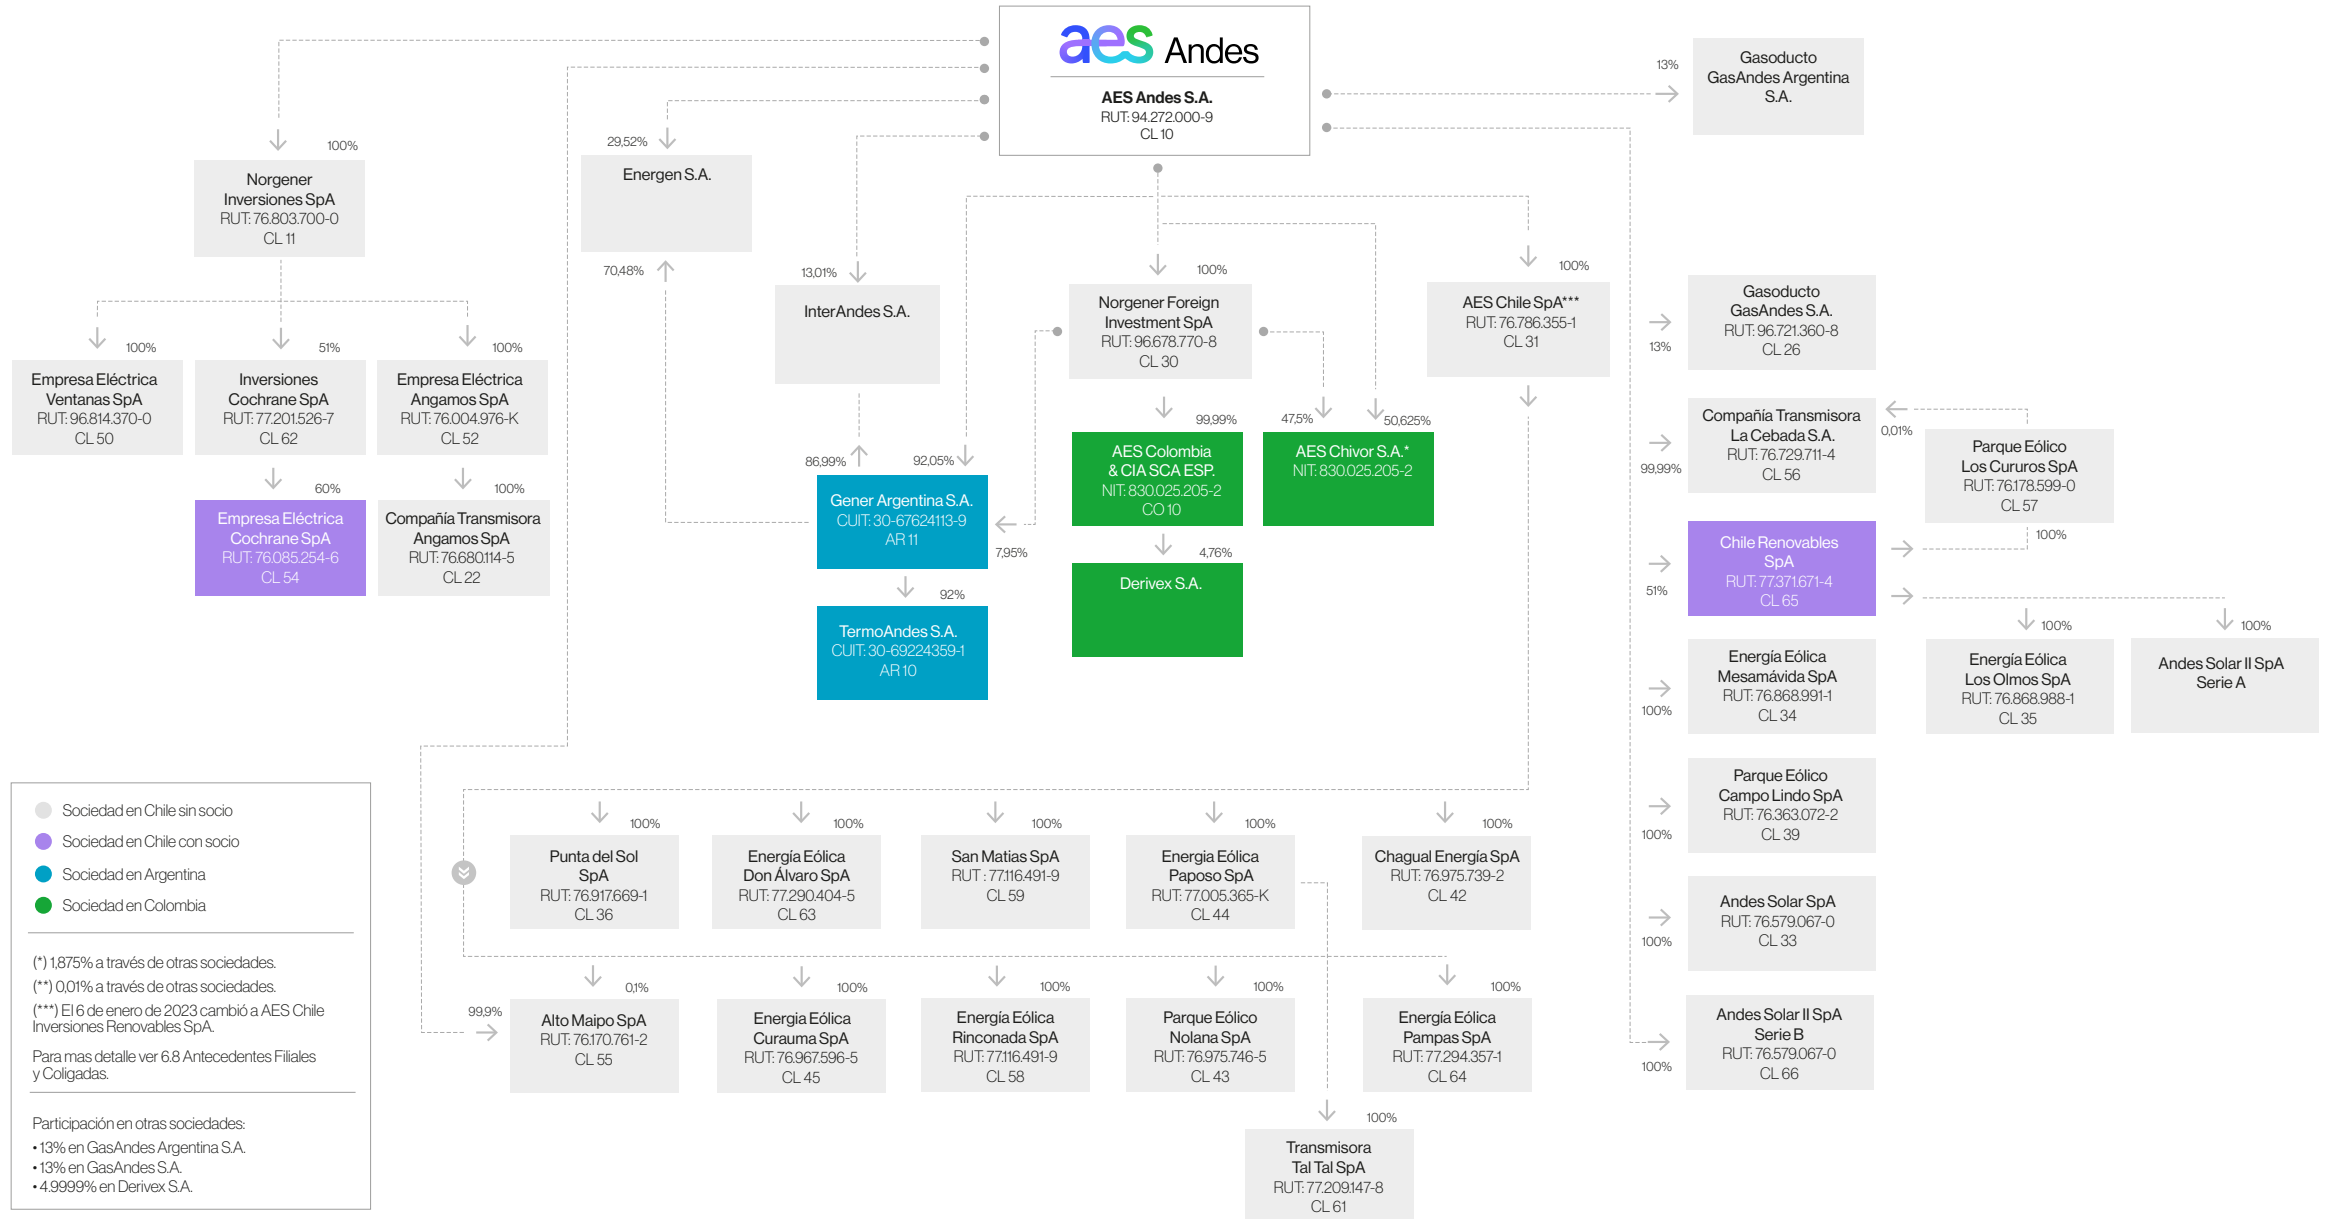 aes Andes
AES Andes S.A.
RUT: 94.272.000-9
CL 10
13%
Gasoducto
GasAndes Argentina
S.A.
100%
Norgener
Inversiones SpA
RUT: 76.803.700-0
CL 11
29,52%
Energen S.A.
70,48%
13,01%
InterAndes S.A.
100%
Norgener Foreign
Investment SpA
RUT: 96.678.770-8
CL 30
100%
AES Chile SpA***
RUT: 76.786.355-1
CL 31
13%
Gasoducto
GasAndes S.A.
RUT: 96.721.360-8
CL 26
100%
Empresa Eléctrica
Ventanas SpA
RUT: 96.814.370-0
CL 50
51%
Inversiones
Cochrane SpA
RUT: 77.201.526-7
CL 62
100%
Empresa Eléctrica
Angamos SpA
RUT: 76.004.976-K
CL 52
60%
Empresa Eléctrica
Cochrane SpA
RUT: 76.085.254-6
CL 54
100%
Compañía Transmisora
Angamos SpA
RUT: 76.680.114-5
CL 22
86,99%
92,05%
Gener Argentina S.A.
CUIT: 30-67624113-9
AR 11
7,95%
92%
TermoAndes S.A.
CUIT: 30-69224359-1
AR 10
99,99%
AES Colombia
& CIA SCA ESP.
NIT: 830.025.205-2
CO 10
4,76%
Derivex S.A.
47,5%
50,625%
AES Chivor S.A.*
NIT: 830.025.205-2
99,99%
Compañía Transmisora
La Cebada S.A.
RUT: 76.729.711-4
CL 56
0,01%
Parque Eólico
Los Cururos SpA
RUT: 76.178.599-0
CL 57
100%
51%
Chile Renovables
SpA
RUT: 77.371.671-4
CL 65
100%
Energía Eólica
Los Olmos SpA
RUT: 76.868.988-1
CL 35
100%
Andes Solar II SpA
Serie A
100%
Energía Eólica
Mesamávida SpA
RUT: 76.868.991-1
CL 34
100%
Parque Eólico
Campo Lindo SpA
RUT: 76.363.072-2
CL 39
100%
Andes Solar SpA
RUT: 76.579.067-0
CL 33
100%
Andes Solar II SpA
Serie B
RUT: 76.579.067-0
CL 66
100%
Punta del Sol
SpA
RUT: 76.917.669-1
CL 36
100%
Energía Eólica
Don Álvaro SpA
RUT: 77.290.404-5
CL 63
100%
San Matias SpA
RUT : 77.116.491-9
CL 59
100%
Energia Eólica
Paposo SpA
RUT: 77.005.365-K
CL 44
100%
Chagual Energía SpA
RUT: 76.975.739-2
CL 42
99,9%
0,1%
Alto Maipo SpA
RUT: 76.170.761-2
CL 55
100%
Energia Eólica
Curauma SpA
RUT: 76.967.596-5
CL 45
100%
Energía Eólica
Rinconada SpA
RUT: 77.116.491-9
CL 58
100%
Parque Eólico
Nolana SpA
RUT: 76.975.746-5
CL 43
100%
Energía Eólica
Pampas SpA
RUT: 77.294.357-1
CL 64
100%
Transmisora
Tal Tal SpA
RUT: 77.209.147-8
CL 61
Sociedad en Chile sin socio
Sociedad en Chile con socio
Sociedad en Argentina
Sociedad en Colombia
(*) 1,875% a través de otras sociedades.
(**) 0,01% a través de otras sociedades.
(***) El 6 de enero de 2023 cambió a AES Chile
Inversiones Renovables SpA.
Para mas detalle ver 6.8 Antecedentes Filiales
y Coligadas.
Participación en otras sociedades:
• 13% en GasAndes Argentina S.A.
• 13% en GasAndes S.A.
• 4.9999% en Derivex S.A.